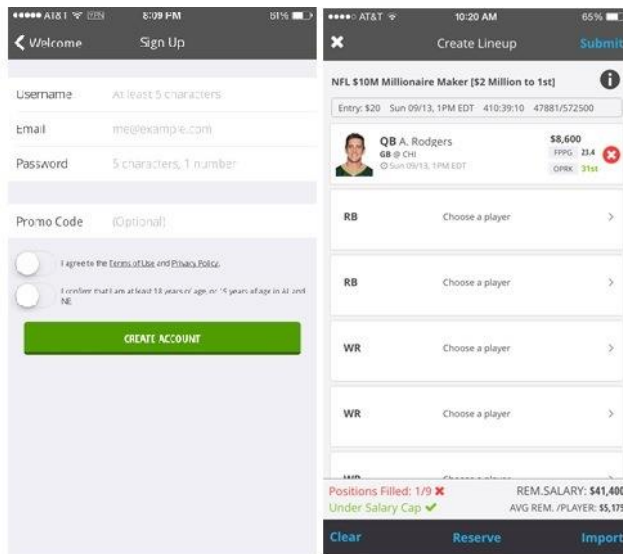 AT&T VPN 8:09 PM 61%
Welcome Sign Up
Username At least 5 characters
Email me@example.com
Password 5 characters, 1 number
Promo Code (Optional)
I agree to the Terms of Use and Privacy Policy.
I confirm that I am at least 18 years of age, or 19 years of age in AL and
NE.
CREATE ACCOUNT
AT&T 10:20 AM 65%
Create Lineup Submit
NFL $10M Millionaire Maker [$2 Million to 1st]
Entry: $20 Sun 09/13, 1PM EDT 410:39:10 47881/572500
QB A. Rodgers $8,600
GB @ CHI FPPG 23.4
Sun 09/13, 1PM EDT OPRK 31st
RB Choose a player
RB Choose a player
WR Choose a player
WR Choose a player
Positions Filled: 1/9 REM.SALARY: $41,400
Under Salary Cap AVG REM. /PLAYER: $5,175
Clear Reserve Import